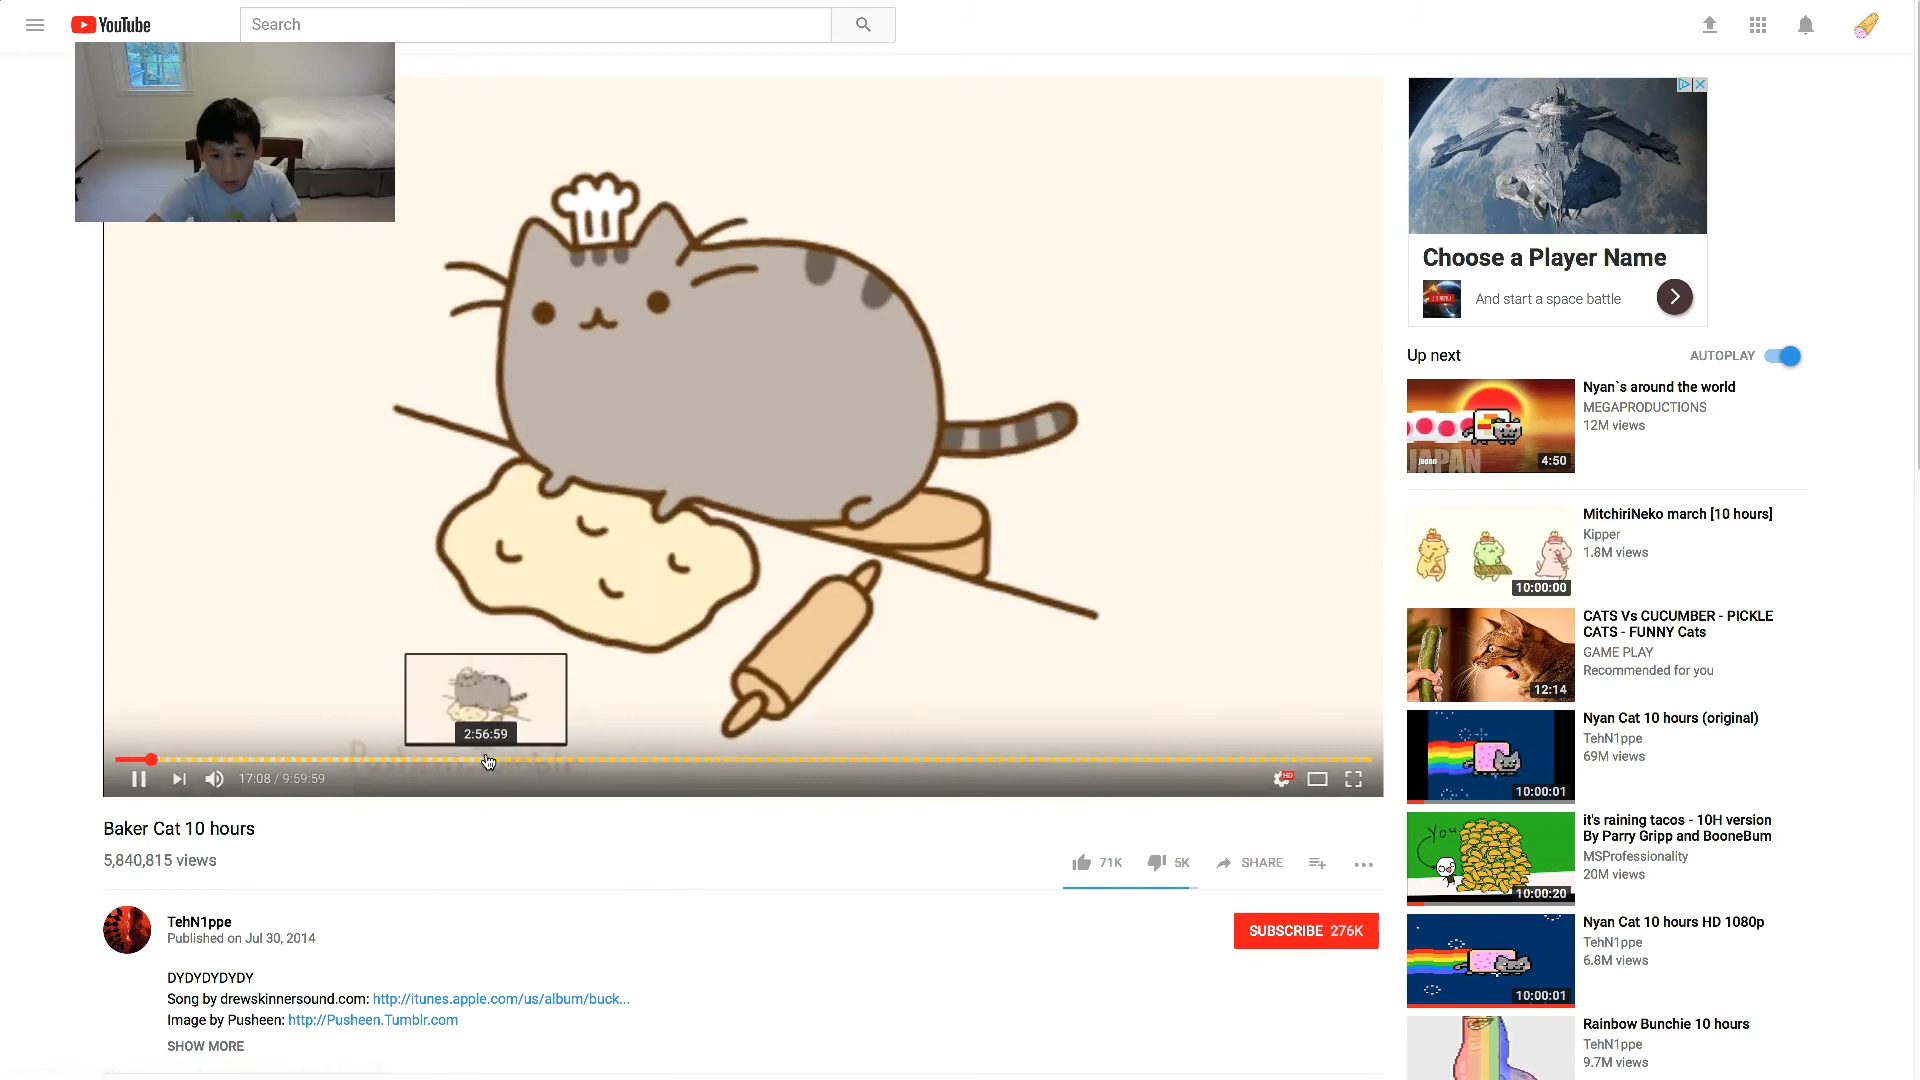 YouTube
Search
Choose a Player Name
And start a space battle
Up next
AUTOPLAY
Nyan`s around the world
MEGAPRODUCTIONS
12M views
JAPAN
japan
4:50
MitchiriNeko march [10 hours]
Kipper
1.8M views
10:00:00
CATS Vs CUCUMBER - PICKLE
CATS - FUNNY Cats
GAME PLAY
Recommended for you
12:14
Nyan Cat 10 hours (original)
TehN1ppe
69M views
10:00:01
it's raining tacos - 10H version
By Parry Gripp and BooneBum
MSProfessionality
20M views
You
10:00:20
Nyan Cat 10 hours HD 1080p
TehN1ppe
6.8M views
10:00:01
Rainbow Bunchie 10 hours
TehN1ppe
9.7M views
2:56:59
17:08 / 9:59:59
HD
Baker Cat 10 hours
5,840,815 views
71K
5K
SHARE
TehN1ppe
Published on Jul 30, 2014
SUBSCRIBE 276K
DYDYDYDYDY
Song by drewskinnersound.com: http://itunes.apple.com/us/album/buck...
Image by Pusheen: http://Pusheen.Tumblr.com
SHOW MORE